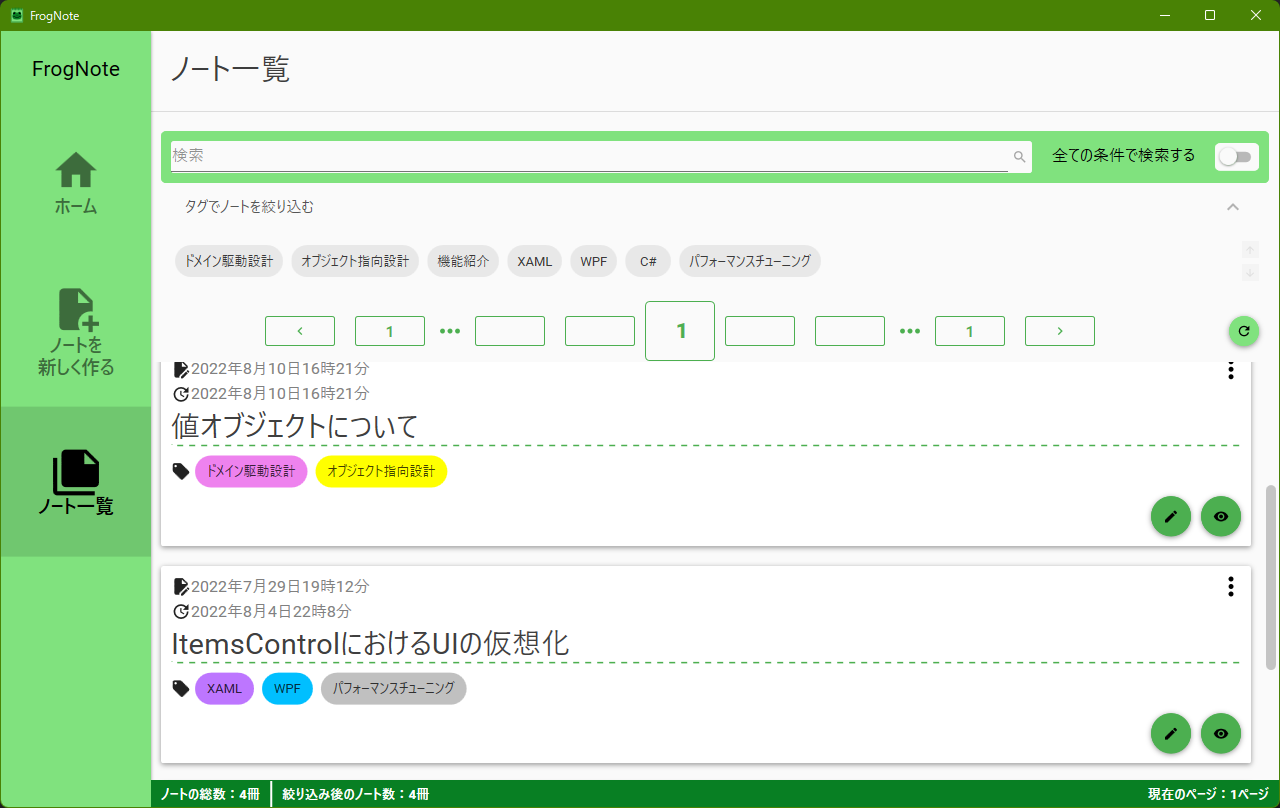 FrogNote
FrogNote
ノート一覧
ホーム
ノートを
新しく作る
ノート一覧
検索
全ての条件で検索する
タグでノートを絞り込む
ドメイン駆動設計 オブジェクト指向設計 機能紹介 XAML WPF C# パフォーマンスチューニング
< 1 ••• 1 ••• 1 >
2022年8月10日16時21分
2022年8月10日16時21分
値オブジェクトについて
ドメイン駆動設計 オブジェクト指向設計
2022年7月29日19時12分
2022年8月4日22時8分
ItemsControlにおけるUIの仮想化
XAML WPF パフォーマンスチューニング
ノートの総数：4冊 絞り込み後のノート数：4冊 現在のページ：1ページ